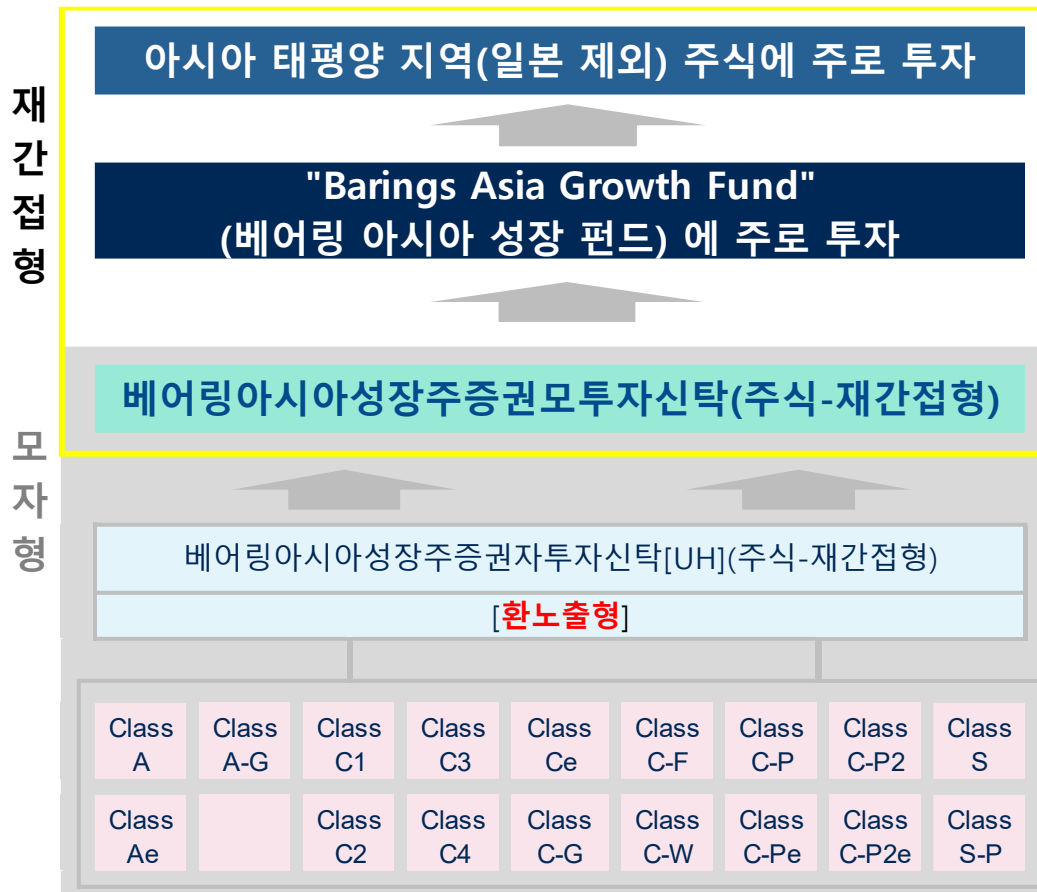 재간접형
아시아 태평양 지역(일본 제외) 주식에 주로 투자
"Barings Asia Growth Fund"
(베어링 아시아 성장 펀드) 에 주로 투자
베어링아시아성장주증권모투자신탁(주식-재간접형)
모자형
베어링아시아성장주증권자투자신탁[UH](주식-재간접형)
[환노출형]
Class A
Class A-G
Class C1
Class C3
Class Ce
Class C-F
Class C-P
Class C-P2
Class S
Class Ae
Class C2
Class C4
Class C-G
Class C-W
Class C-Pe
Class C-P2e
Class S-P